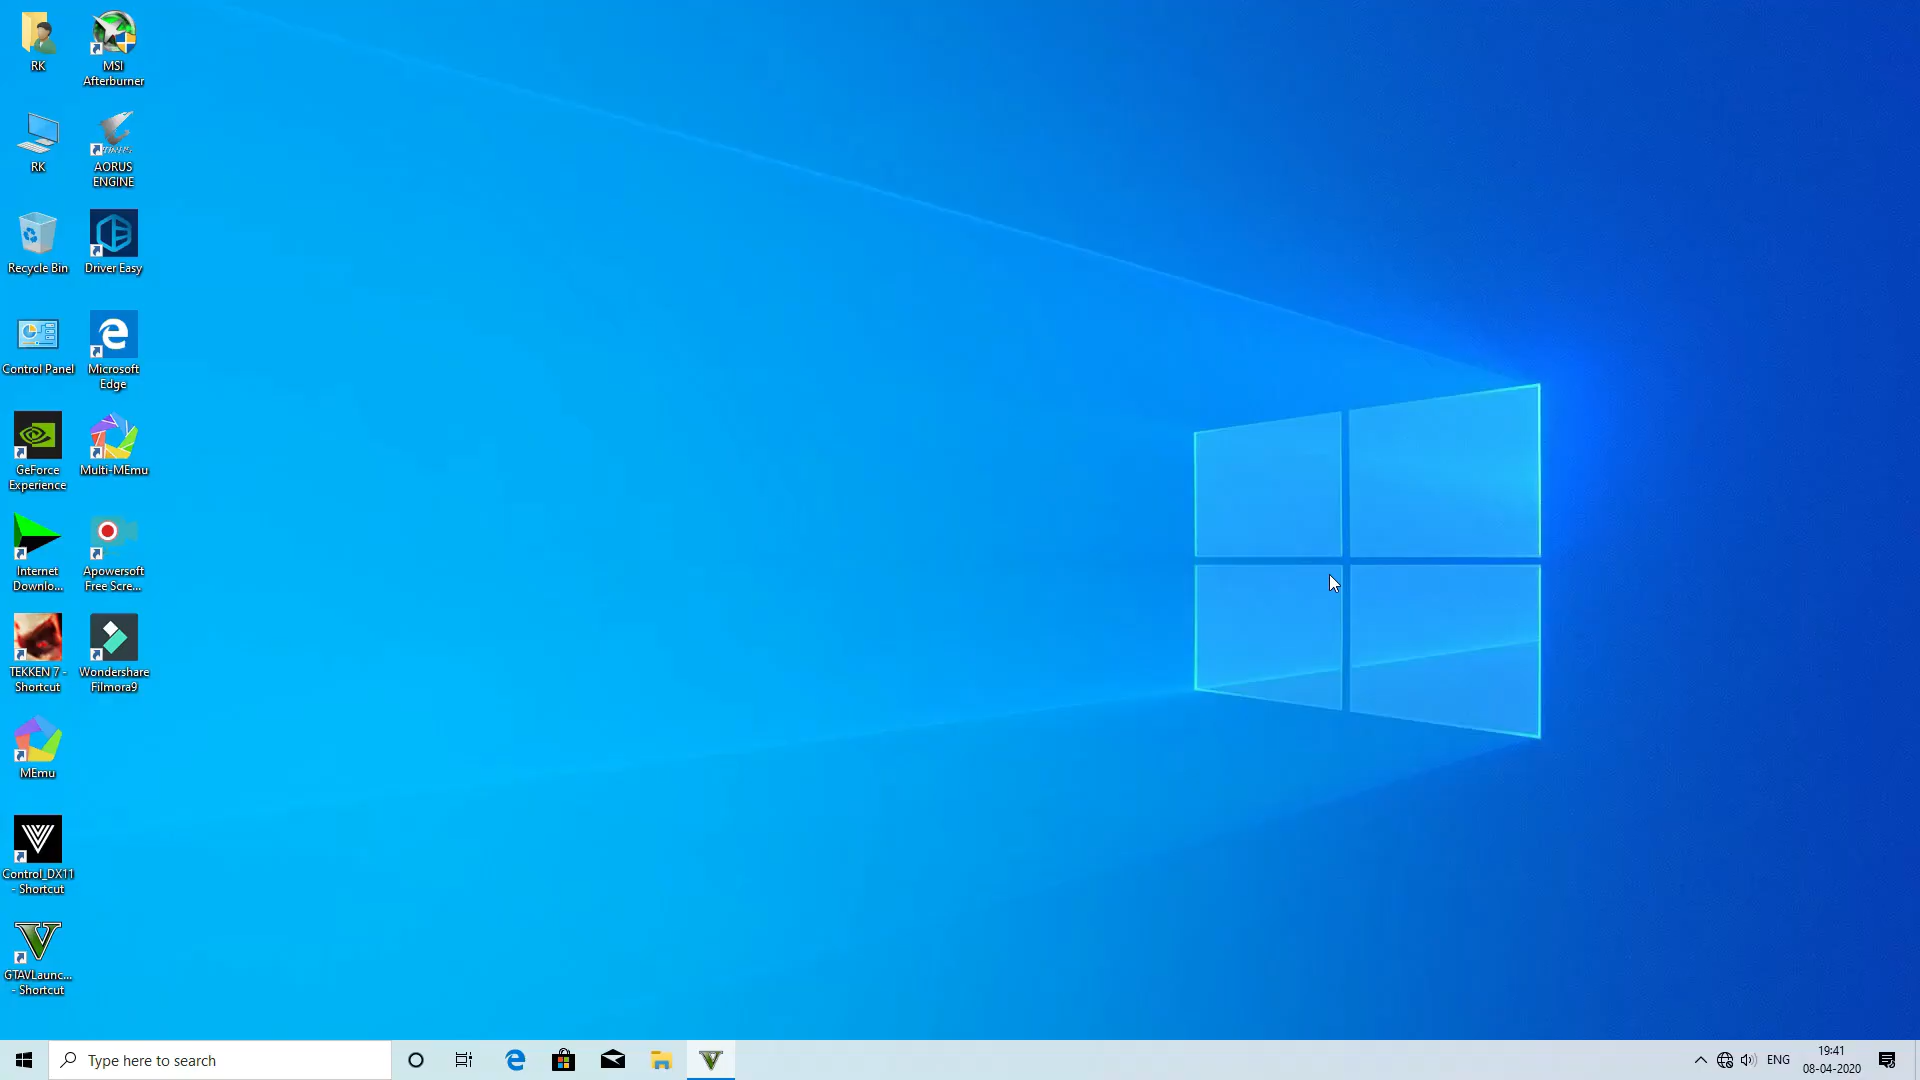 RK
MSI
Afterburner
RK
AORUS
ENGINE
Recycle Bin
Driver Easy
Control Panel
Microsoft
Edge
GeForce
Experience
Multi-MEmu
Internet
Downlo...
Apowersoft
Free Scre...
TEKKEN 7 -
Shortcut
Wondershare
Filmora9
MEmu
Control_DX11
- Shortcut
GTAVLaunc...
- Shortcut
Type here to search
ENG
19:41
08-04-2020